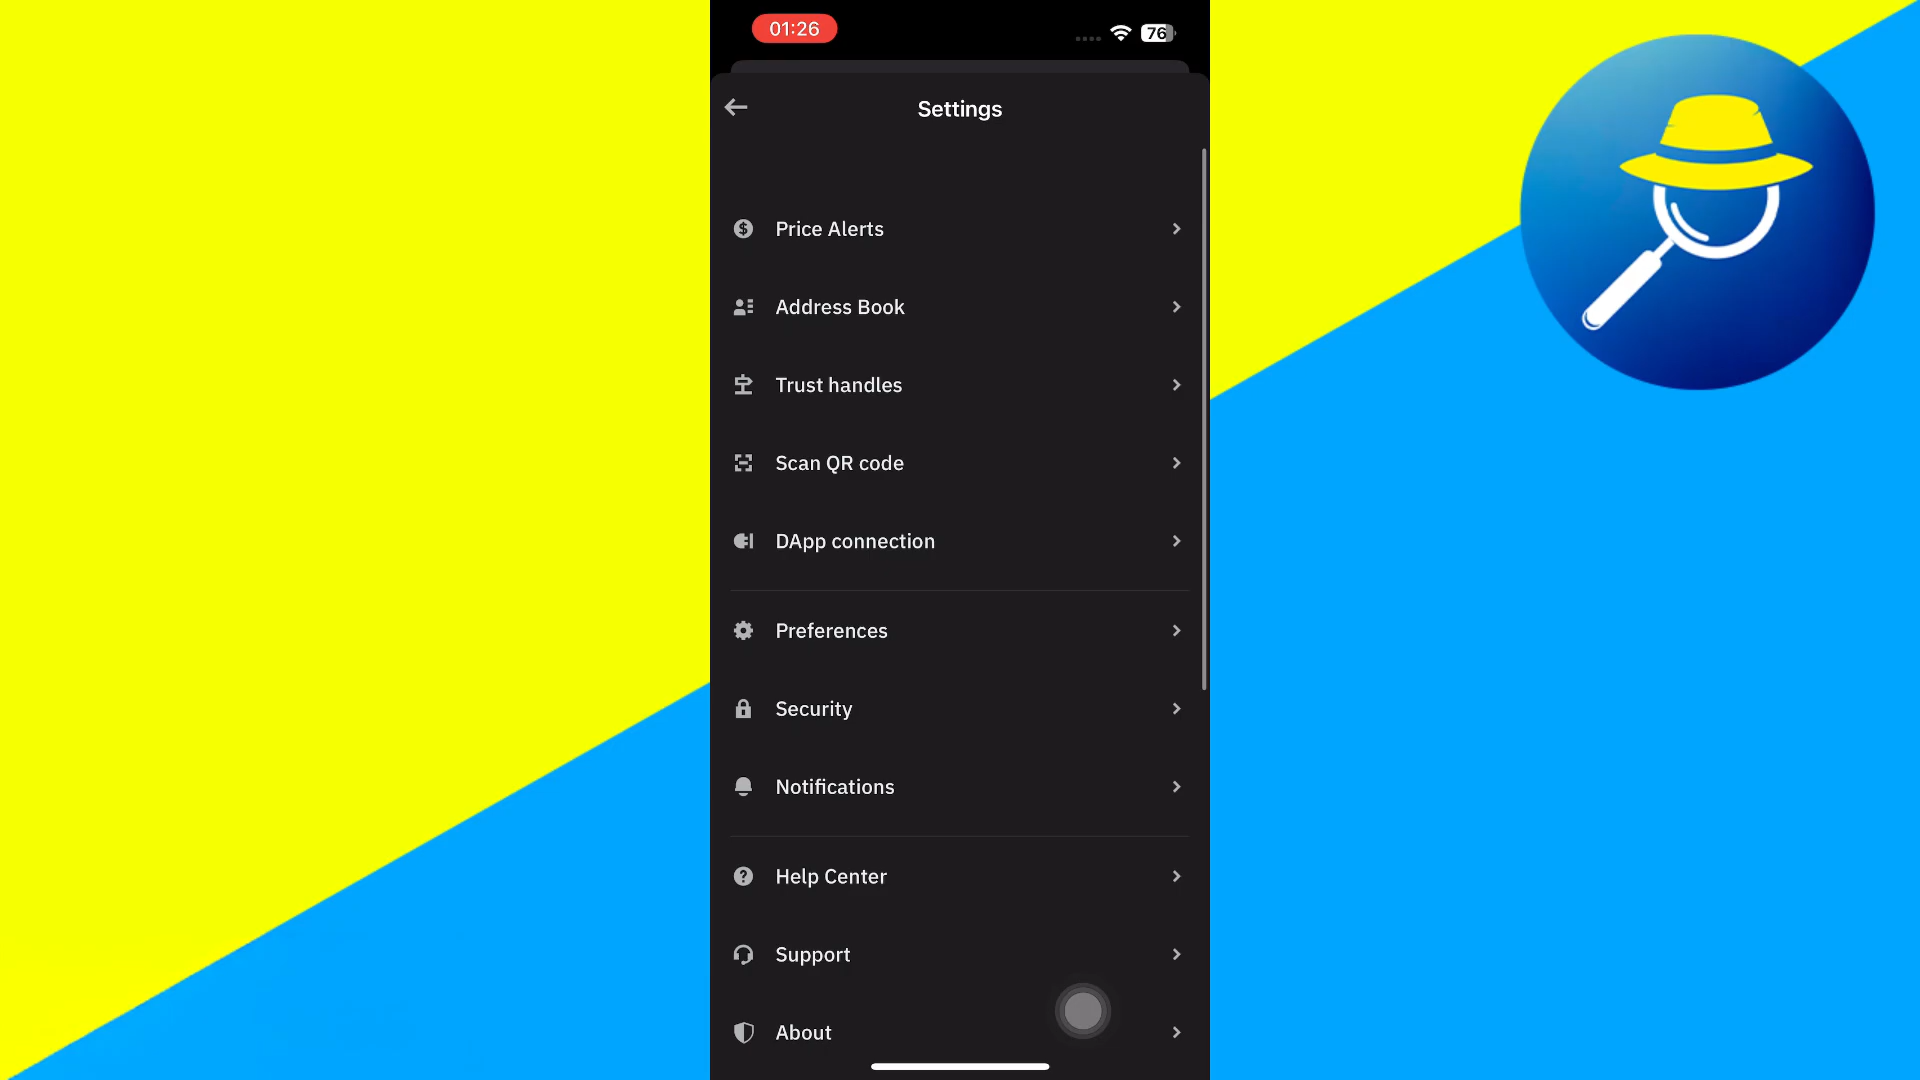 01:26
76
Settings
Price Alerts
Address Book
Trust handles
Scan QR code
DApp connection
Preferences
Security
Notifications
Help Center
Support
About